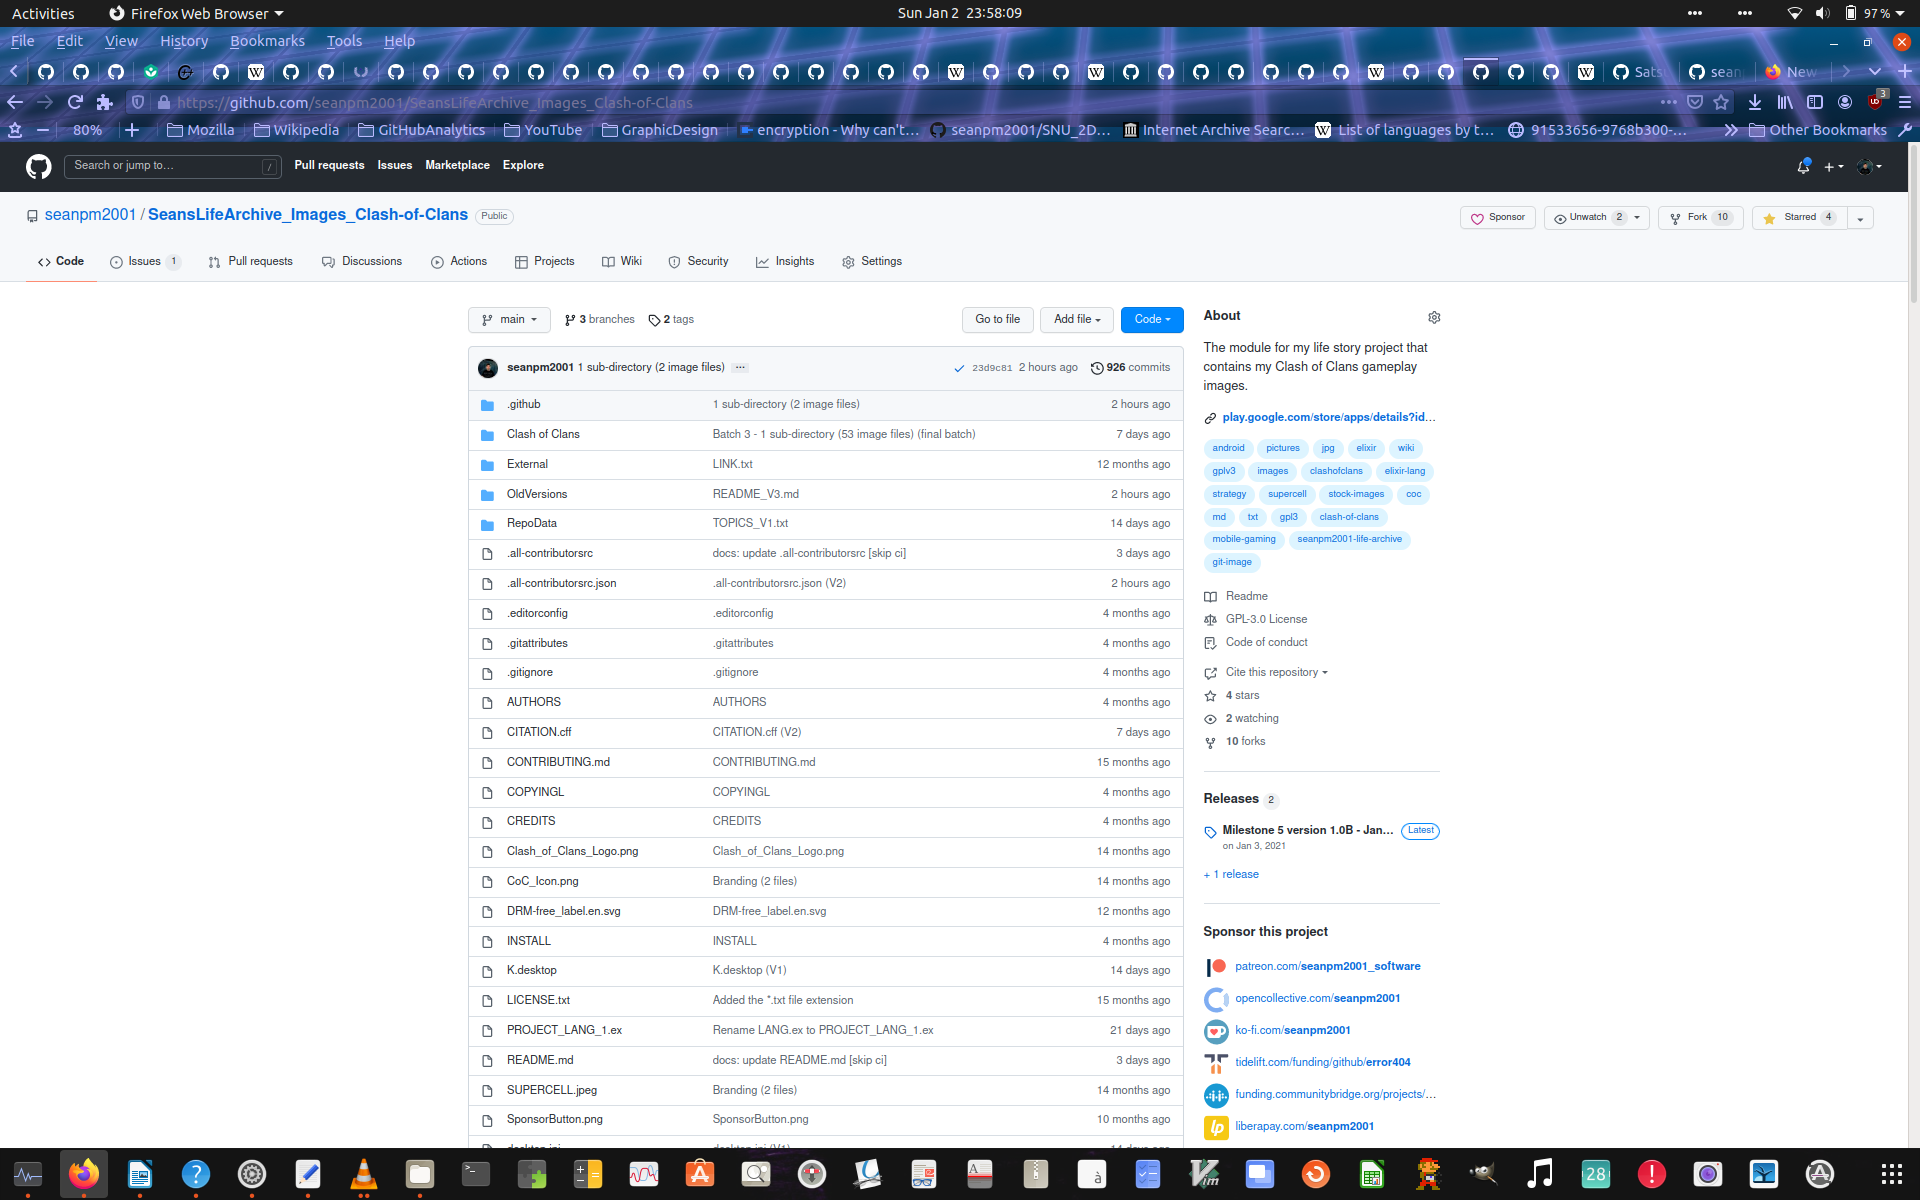 Activities
Firefox Web Browser
Sun Jan 2 23:58:09
97 %
File Edit View History Bookmarks Tools Help
Sats
sean
New
https://github.com/seanpm2001/SeansLifeArchive_Images_Clash-of-Clans
3
80%
Mozilla
Wikipedia
GitHubAnalytics
YouTube
GraphicDesign
encryption - Why can't...
seanpm2001/SNU_2D...
Internet Archive Searc...
List of languages by t...
91533656-9768b300-...
Other Bookmarks
Search or jump to...
/
Pull requests Issues Marketplace Explore
seanpm2001 / SeansLifeArchive_Images_Clash-of-Clans Public
Sponsor
Unwatch 2
Fork 10
Starred 4
Code
Issues 1
Pull requests
Discussions
Actions
Projects
Wiki
Security
Insights
Settings
main
3 branches
2 tags
Go to file
Add file
Code
seanpm2001 1 sub-directory (2 image files) ...
23d9c81 2 hours ago
926 commits
.github 1 sub-directory (2 image files) 2 hours ago
Clash of Clans Batch 3 - 1 sub-directory (53 image files) (final batch) 7 days ago
External LINK.txt 12 months ago
OldVersions README_V3.md 2 hours ago
RepoData TOPICS_V1.txt 14 days ago
.all-contributorsrc docs: update .all-contributorsrc [skip ci] 3 days ago
.all-contributorsrc.json .all-contributorsrc.json (V2) 2 hours ago
.editorconfig .editorconfig 4 months ago
.gitattributes .gitattributes 4 months ago
.gitignore .gitignore 4 months ago
AUTHORS AUTHORS 4 months ago
CITATION.cff CITATION.cff (V2) 7 days ago
CONTRIBUTING.md CONTRIBUTING.md 15 months ago
COPYINGL COPYINGL 4 months ago
CREDITS CREDITS 4 months ago
Clash_of_Clans_Logo.png Clash_of_Clans_Logo.png 14 months ago
CoC_Icon.png Branding (2 files) 14 months ago
DRM-free_label.en.svg DRM-free_label.en.svg 12 months ago
INSTALL INSTALL 4 months ago
K.desktop K.desktop (V1) 14 days ago
LICENSE.txt Added the *.txt file extension 15 months ago
PROJECT_LANG_1.ex Rename LANG.ex to PROJECT_LANG_1.ex 21 days ago
README.md docs: update README.md [skip ci] 3 days ago
SUPERCELL.jpeg Branding (2 files) 14 months ago
SponsorButton.png SponsorButton.png 10 months ago
About
The module for my life story project that
contains my Clash of Clans gameplay
images.
play.google.com/store/apps/details?id...
android pictures jpg elixir wiki
gplv3 images clashofclans elixir-lang
strategy supercell stock-images coc
md txt gpl3 clash-of-clans
mobile-gaming seanpm2001-life-archive
git-image
Readme
GPL-3.0 License
Code of conduct
Cite this repository
4 stars
2 watching
10 forks
Releases 2
Milestone 5 version 1.0B - Jan... Latest
on Jan 3, 2021
+ 1 release
Sponsor this project
patreon.com/seanpm2001_software
opencollective.com/seanpm2001
ko-fi.com/seanpm2001
tidelift.com/funding/github/error404
funding.communitybridge.org/projects/...
lp liberapay.com/seanpm2001
28